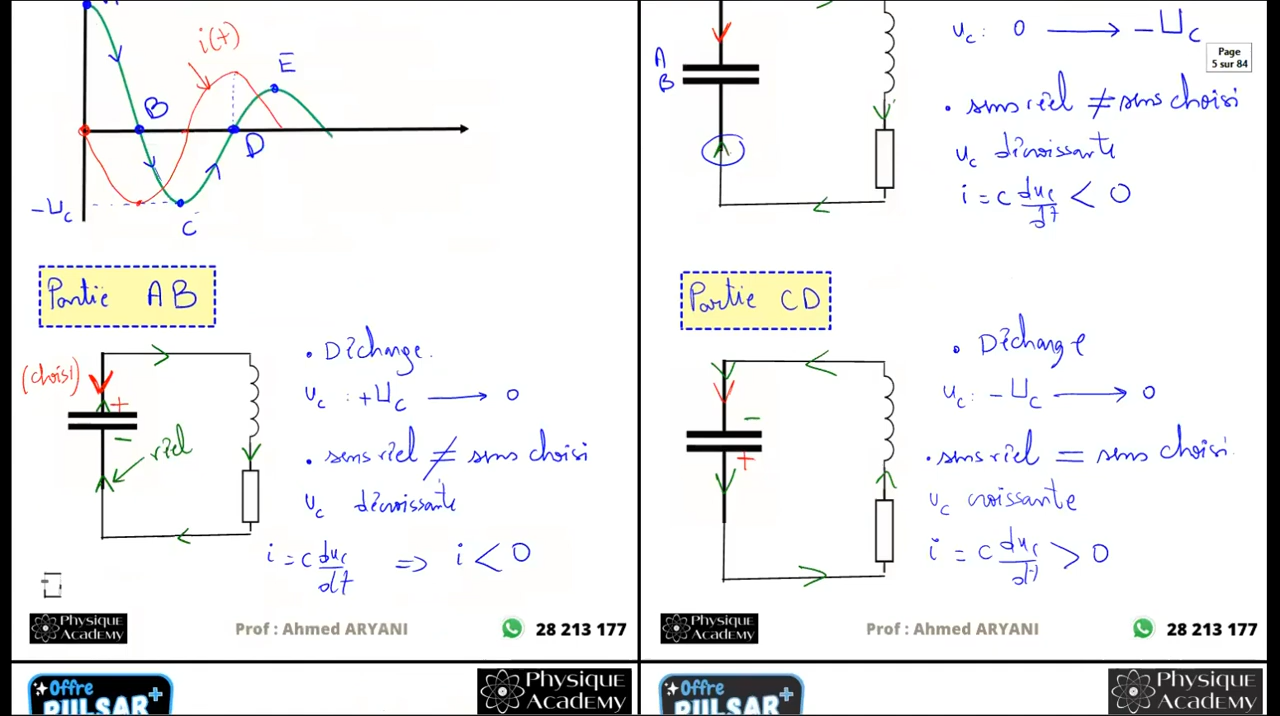 i(t)
E
B
D
-Uc
C
Partie AB
(choisi)
+
-
réel
• Décharge.
uc : +Uc → 0
• sens réel ≠ sens choisi
uc décroissante
i = c duc/dt ⇒ i < 0
Physique
Academy
Prof : Ahmed ARYANI
28 213 177
Offre
PULSAR+
Physique
Academy
uc : 0 → -Uc
Page
5 sur 84
A
B
• sens réel ≠ sens choisi
uc décroissante
i = c duc/dt < 0
Partie CD
-
+
• Décharge
uc : -Uc → 0
• sens réel = sens choisi.
uc croissante
i = c duc/dt > 0
Physique
Academy
Prof : Ahmed ARYANI
28 213 177
Offre
PULSAR+
Physique
Academy